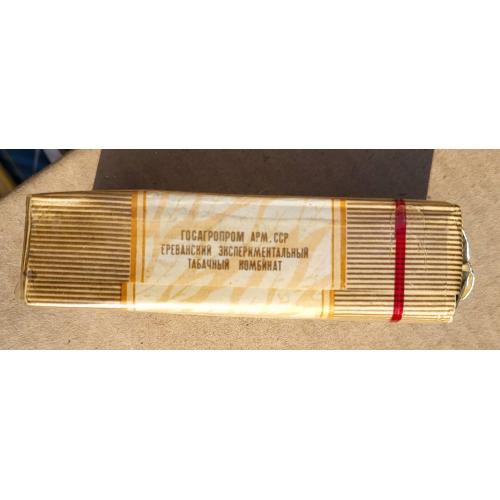 ГОСАГРОПРОМ АРМ. ССР
ЕРЕВАНСКИЙ ЭКСПЕРИМЕНТАЛЬНЫЙ
ТАБАЧНЫЙ КОМБИНАТ